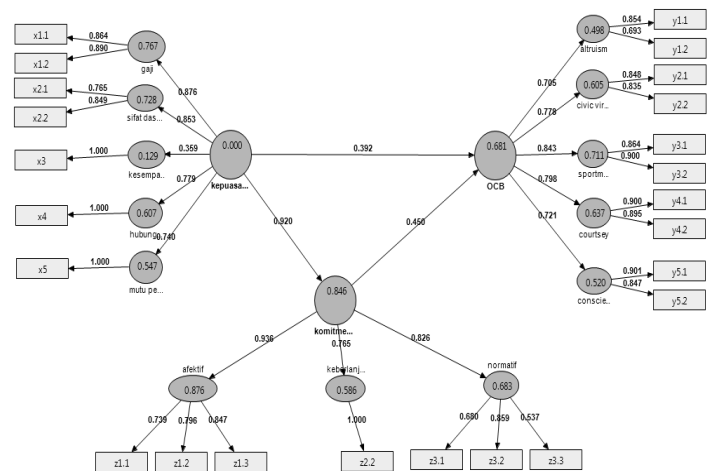 x1.1
0.864
0.767
0.854
y1.1
0.498
x1.2
0.890
gaji
0.693
y1.2
altruism
x2.1
0.765
0.876
0.705
0.848
y2.1
0.728
0.605
x2.2
0.849
sifat das...
0.835
y2.2
civic vir..
0.853
0.778
x3
1.000
0.129
0.359
0.000
0.392
0.681
0.843
0.711
0.864
y3.1
kesempa..
0.900
y3.2
sportm...
kepuasa...
OCB
0.779
0.798
x4
1.000
0.607
0.637
0.900
y4.1
0.895
y4.2
hubung...
0.920
0.450
courtsey
0.740
0.721
x5
1.000
0.547
0.520
0.901
y5.1
mutu pe...
0.847
y5.2
conscie..
0.846
komitme...
0.936
0.765
0.826
afektif
normatif
0.876
0.586
0.683
0.739
0.796
0.847
1.000
0.680
0.859
0.537
z1.1
z1.2
z1.3
z2.2
z3.1
z3.2
z3.3